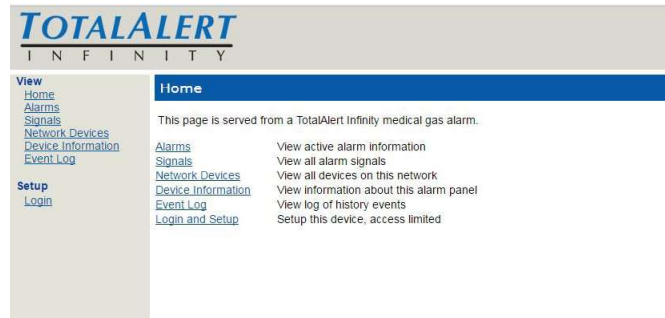 TOTALALERT
INFINITY
View
Home
Alarms
Signals
Network Devices
Device Information
Event Log
Setup
Login
Home
This page is served from a TotalAlert Infinity medical gas alarm.
Alarms View active alarm information
Signals View all alarm signals
Network Devices View all devices on this network
Device Information View information about this alarm panel
Event Log View log of history events
Login and Setup Setup this device, access limited